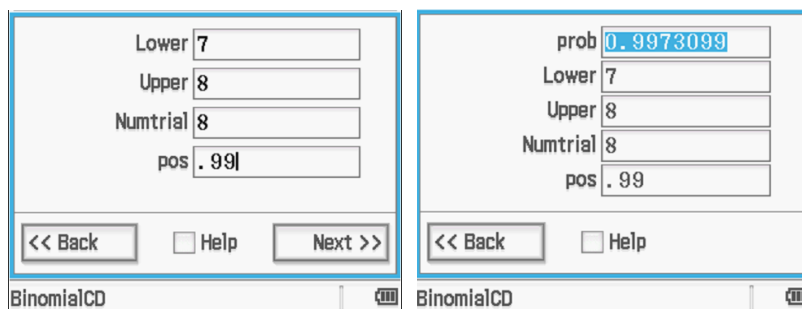 Lower 7
Upper 8
Numtrial 8
pos .99
<< Back Help Next >>
BinomialCD
prob 0.9973099
Lower 7
Upper 8
Numtrial 8
pos .99
<< Back Help
BinomialCD